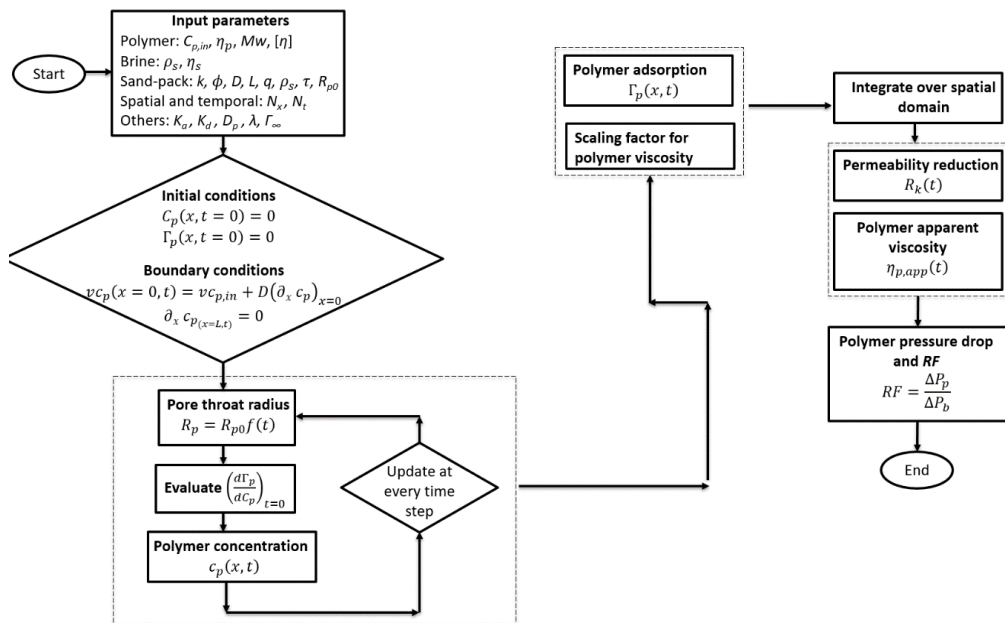 Start
Input parameters
Polymer: C_{p,in}, η_p, Mw, [η]
Brine: ρ_s, η_s
Sand-pack: k, ϕ, D, L, q, ρ_s, τ, R_{p0}
Spatial and temporal: N_x, N_t
Others: K_a, K_d, D_p, λ, Γ_∞
Initial conditions
C_p(x, t = 0) = 0
Γ_p(x, t = 0) = 0
Boundary conditions
vc_p(x = 0, t) = vc_{p,in} + D(∂_x c_p)_{x=0}
∂_x c_{p_{(x=L,t)}} = 0
Pore throat radius
R_p = R_{p0}f(t)
Evaluate (dΓ_p/dC_p)_{t=0}
Polymer concentration
c_p(x, t)
Update at
every time
step
Polymer adsorption
Γ_p(x, t)
Scaling factor for
polymer viscosity
Integrate over spatial
domain
Permeability reduction
R_k(t)
Polymer apparent
viscosity
η_{p,app}(t)
Polymer pressure drop
and RF
RF = ΔP_p/ΔP_b
End